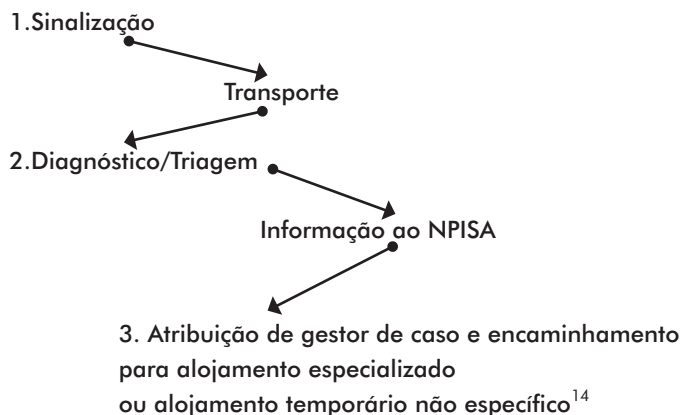 1.Sinalização
Transporte
2.Diagnóstico/Triagem
Informação ao NPISA
3. Atribuição de gestor de caso e encaminhamento
para alojamento especializado
ou alojamento temporário não específico14